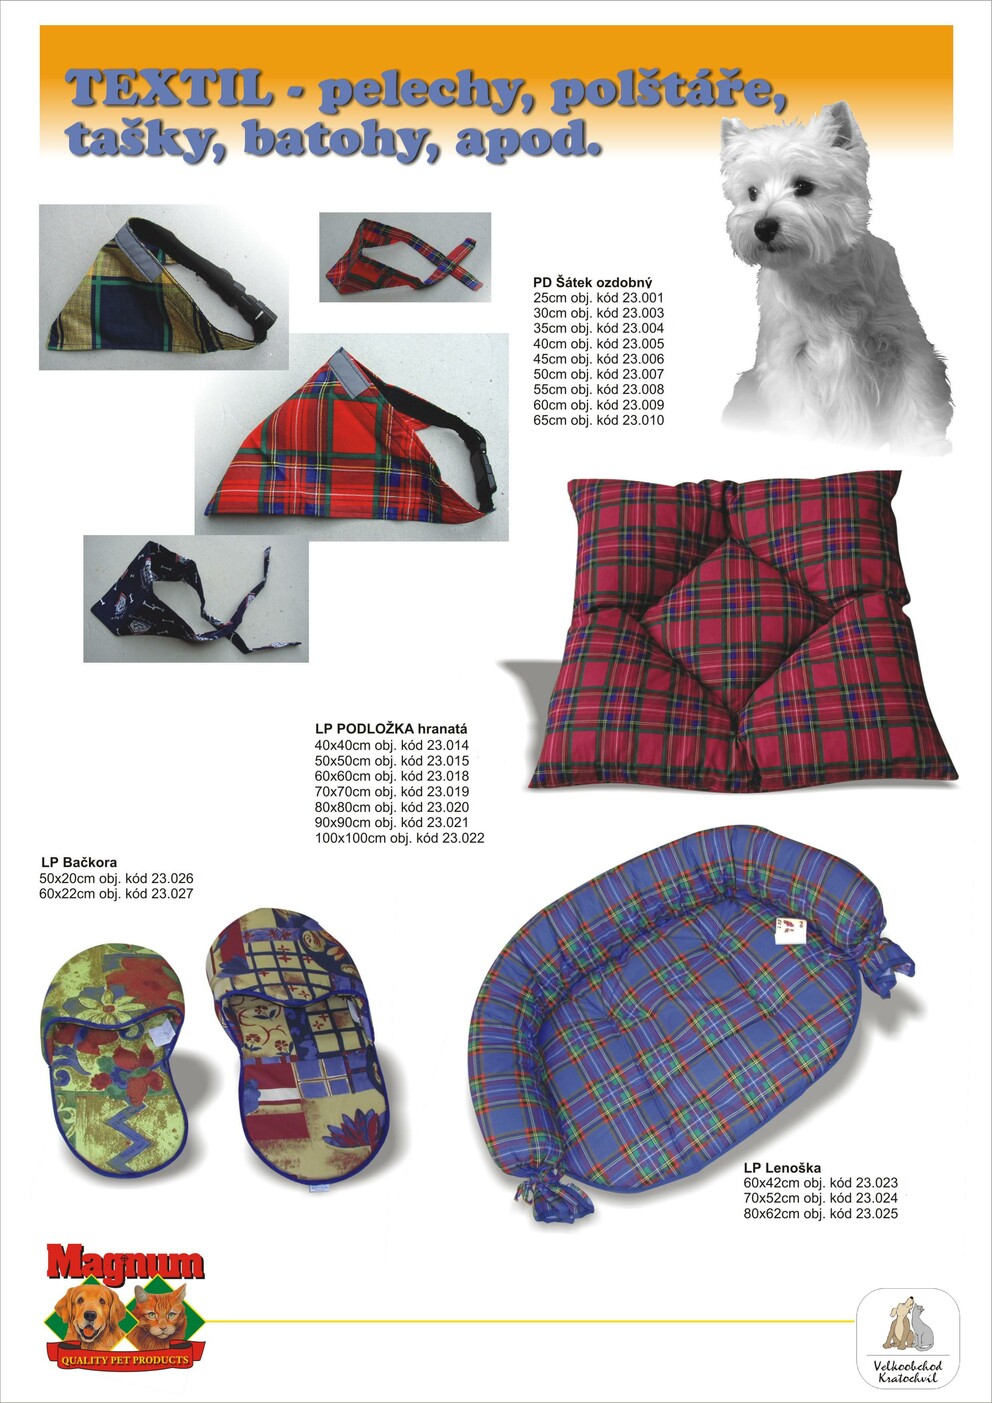 TEXTIL - pelechy, polštáře,
tašky, batohy, apod.
PD Šátek ozdobný
25cm obj. kód 23.001
30cm obj. kód 23.003
35cm obj. kód 23.004
40cm obj. kód 23.005
45cm obj. kód 23.006
50cm obj. kód 23.007
55cm obj. kód 23.008
60cm obj. kód 23.009
65cm obj. kód 23.010
LP PODLOŽKA hranatá
40x40cm obj. kód 23.014
50x50cm obj. kód 23.015
60x60cm obj. kód 23.018
70x70cm obj. kód 23.019
80x80cm obj. kód 23.020
90x90cm obj. kód 23.021
100x100cm obj. kód 23.022
LP Bačkora
50x20cm obj. kód 23.026
60x22cm obj. kód 23.027
LP Lenoška
60x42cm obj. kód 23.023
70x52cm obj. kód 23.024
80x62cm obj. kód 23.025
Magnum
QUALITY PET PRODUCTS
Velkoobchod
Kratochvíl